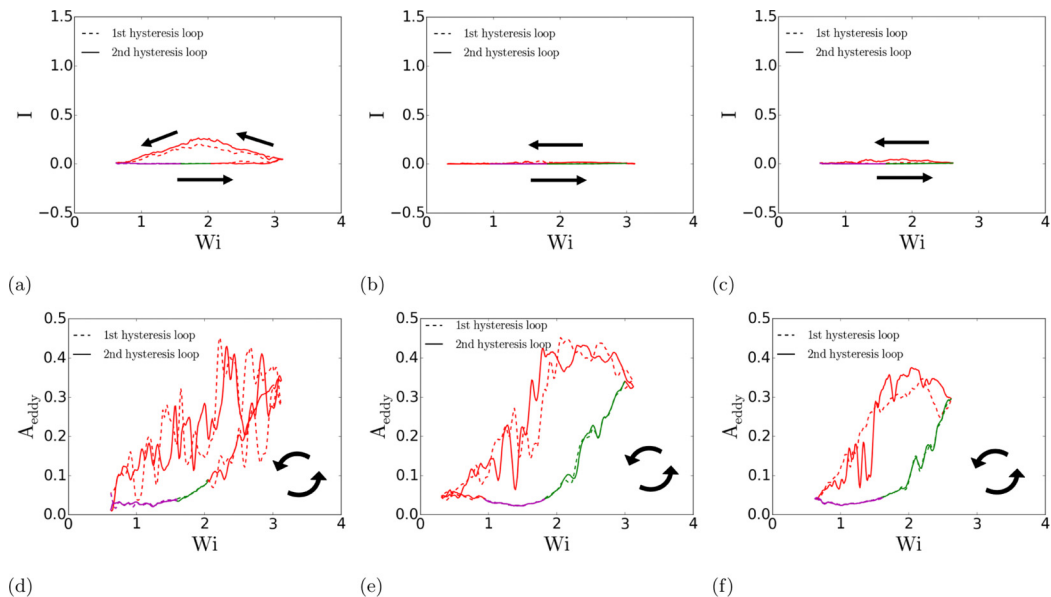 1.5
1.0
0.5
0.0
−0.5
0
1
2
3
4
I
Wi
1st hysteresis loop
2nd hysteresis loop
(a)
1.5
1.0
0.5
0.0
−0.5
0
1
2
3
4
I
Wi
1st hysteresis loop
2nd hysteresis loop
(b)
1.5
1.0
0.5
0.0
−0.5
0
1
2
3
4
I
Wi
1st hysteresis loop
2nd hysteresis loop
(c)
0.5
0.4
0.3
0.2
0.1
0.0
0
1
2
3
4
A_eddy
Wi
1st hysteresis loop
2nd hysteresis loop
(d)
0.5
0.4
0.3
0.2
0.1
0.0
0
1
2
3
4
A_eddy
Wi
1st hysteresis loop
2nd hysteresis loop
(e)
0.5
0.4
0.3
0.2
0.1
0.0
0
1
2
3
4
A_eddy
Wi
1st hysteresis loop
2nd hysteresis loop
(f)